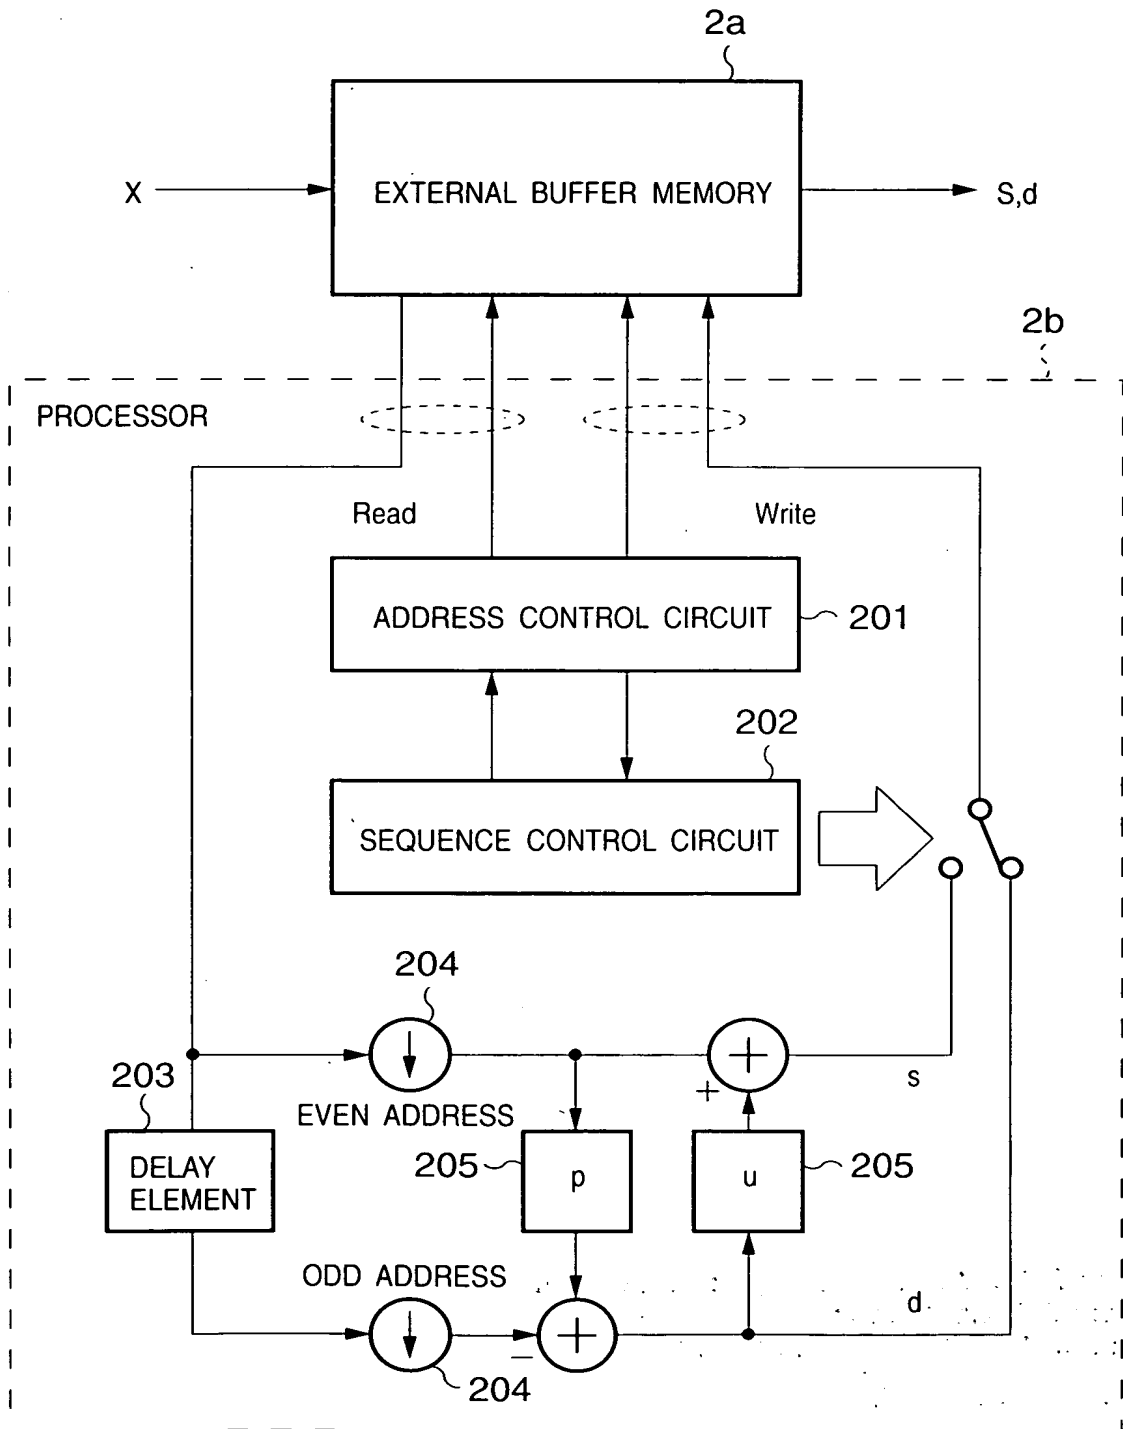 2a
X
EXTERNAL BUFFER MEMORY
S,d
2b
PROCESSOR
Read
Write
ADDRESS CONTROL CIRCUIT
201
202
SEQUENCE CONTROL CIRCUIT
204
+
+
s
203
EVEN ADDRESS
DELAY
ELEMENT
205
p
u
205
ODD ADDRESS
d
+
−
204